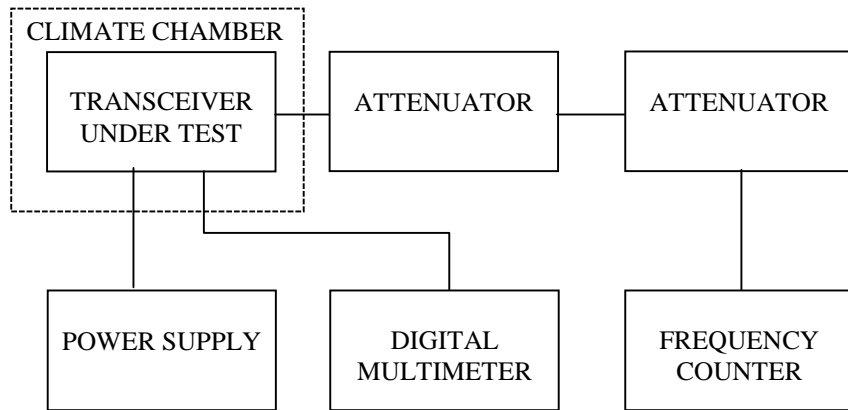 CLIMATE CHAMBER
TRANSCEIVER
UNDER TEST
ATTENUATOR
ATTENUATOR
POWER SUPPLY
DIGITAL
MULTIMETER
FREQUENCY
COUNTER